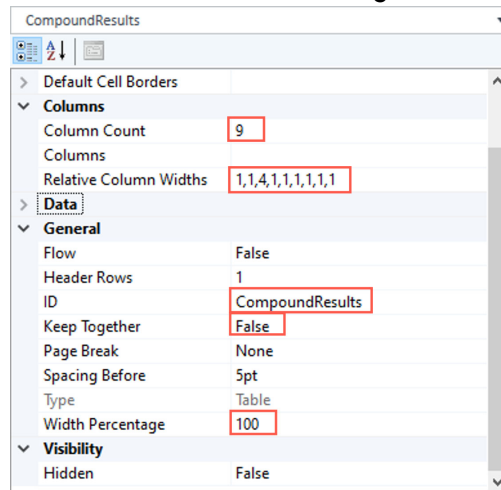 CompoundResults
Default Cell Borders
Columns
Column Count 9
Columns
Relative Column Widths 1,1,4,1,1,1,1,1,1
Data
General
Flow False
Header Rows 1
ID CompoundResults
Keep Together False
Page Break None
Spacing Before 5pt
Type Table
Width Percentage 100
Visibility
Hidden False